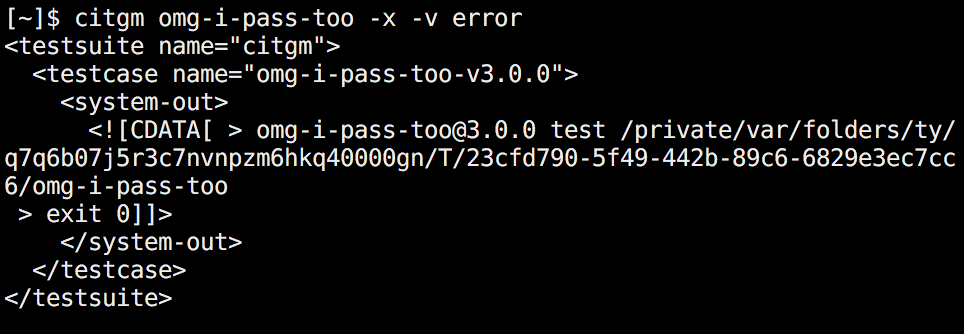 [~]$ citgm omg-i-pass-too -x -v error
<testsuite name="citgm">
  <testcase name="omg-i-pass-too-v3.0.0">
    <system-out>
      <![CDATA[ > omg-i-pass-too@3.0.0 test /private/var/folders/ty/
q7q6b07j5r3c7nvnpzm6hkq40000gn/T/23cfd790-5f49-442b-89c6-6829e3ec7cc
6/omg-i-pass-too
 > exit 0]]>
    </system-out>
  </testcase>
</testsuite>